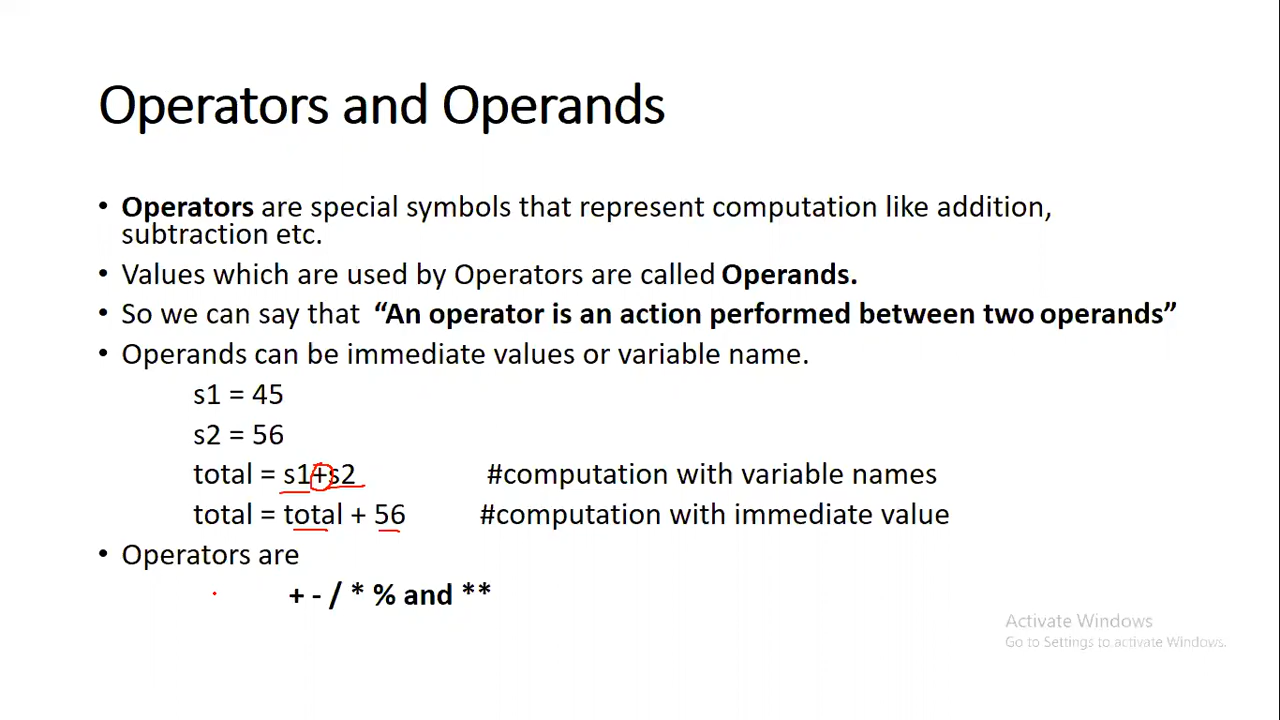 Operators and Operands
• Operators are special symbols that represent computation like addition,
subtraction etc.
• Values which are used by Operators are called Operands.
• So we can say that “An operator is an action performed between two operands”
• Operands can be immediate values or variable name.
s1 = 45
s2 = 56
total = s1+s2 #computation with variable names
total = total + 56 #computation with immediate value
• Operators are
+ - / * % and **
Activate Windows
Go to Settings to activate Windows.